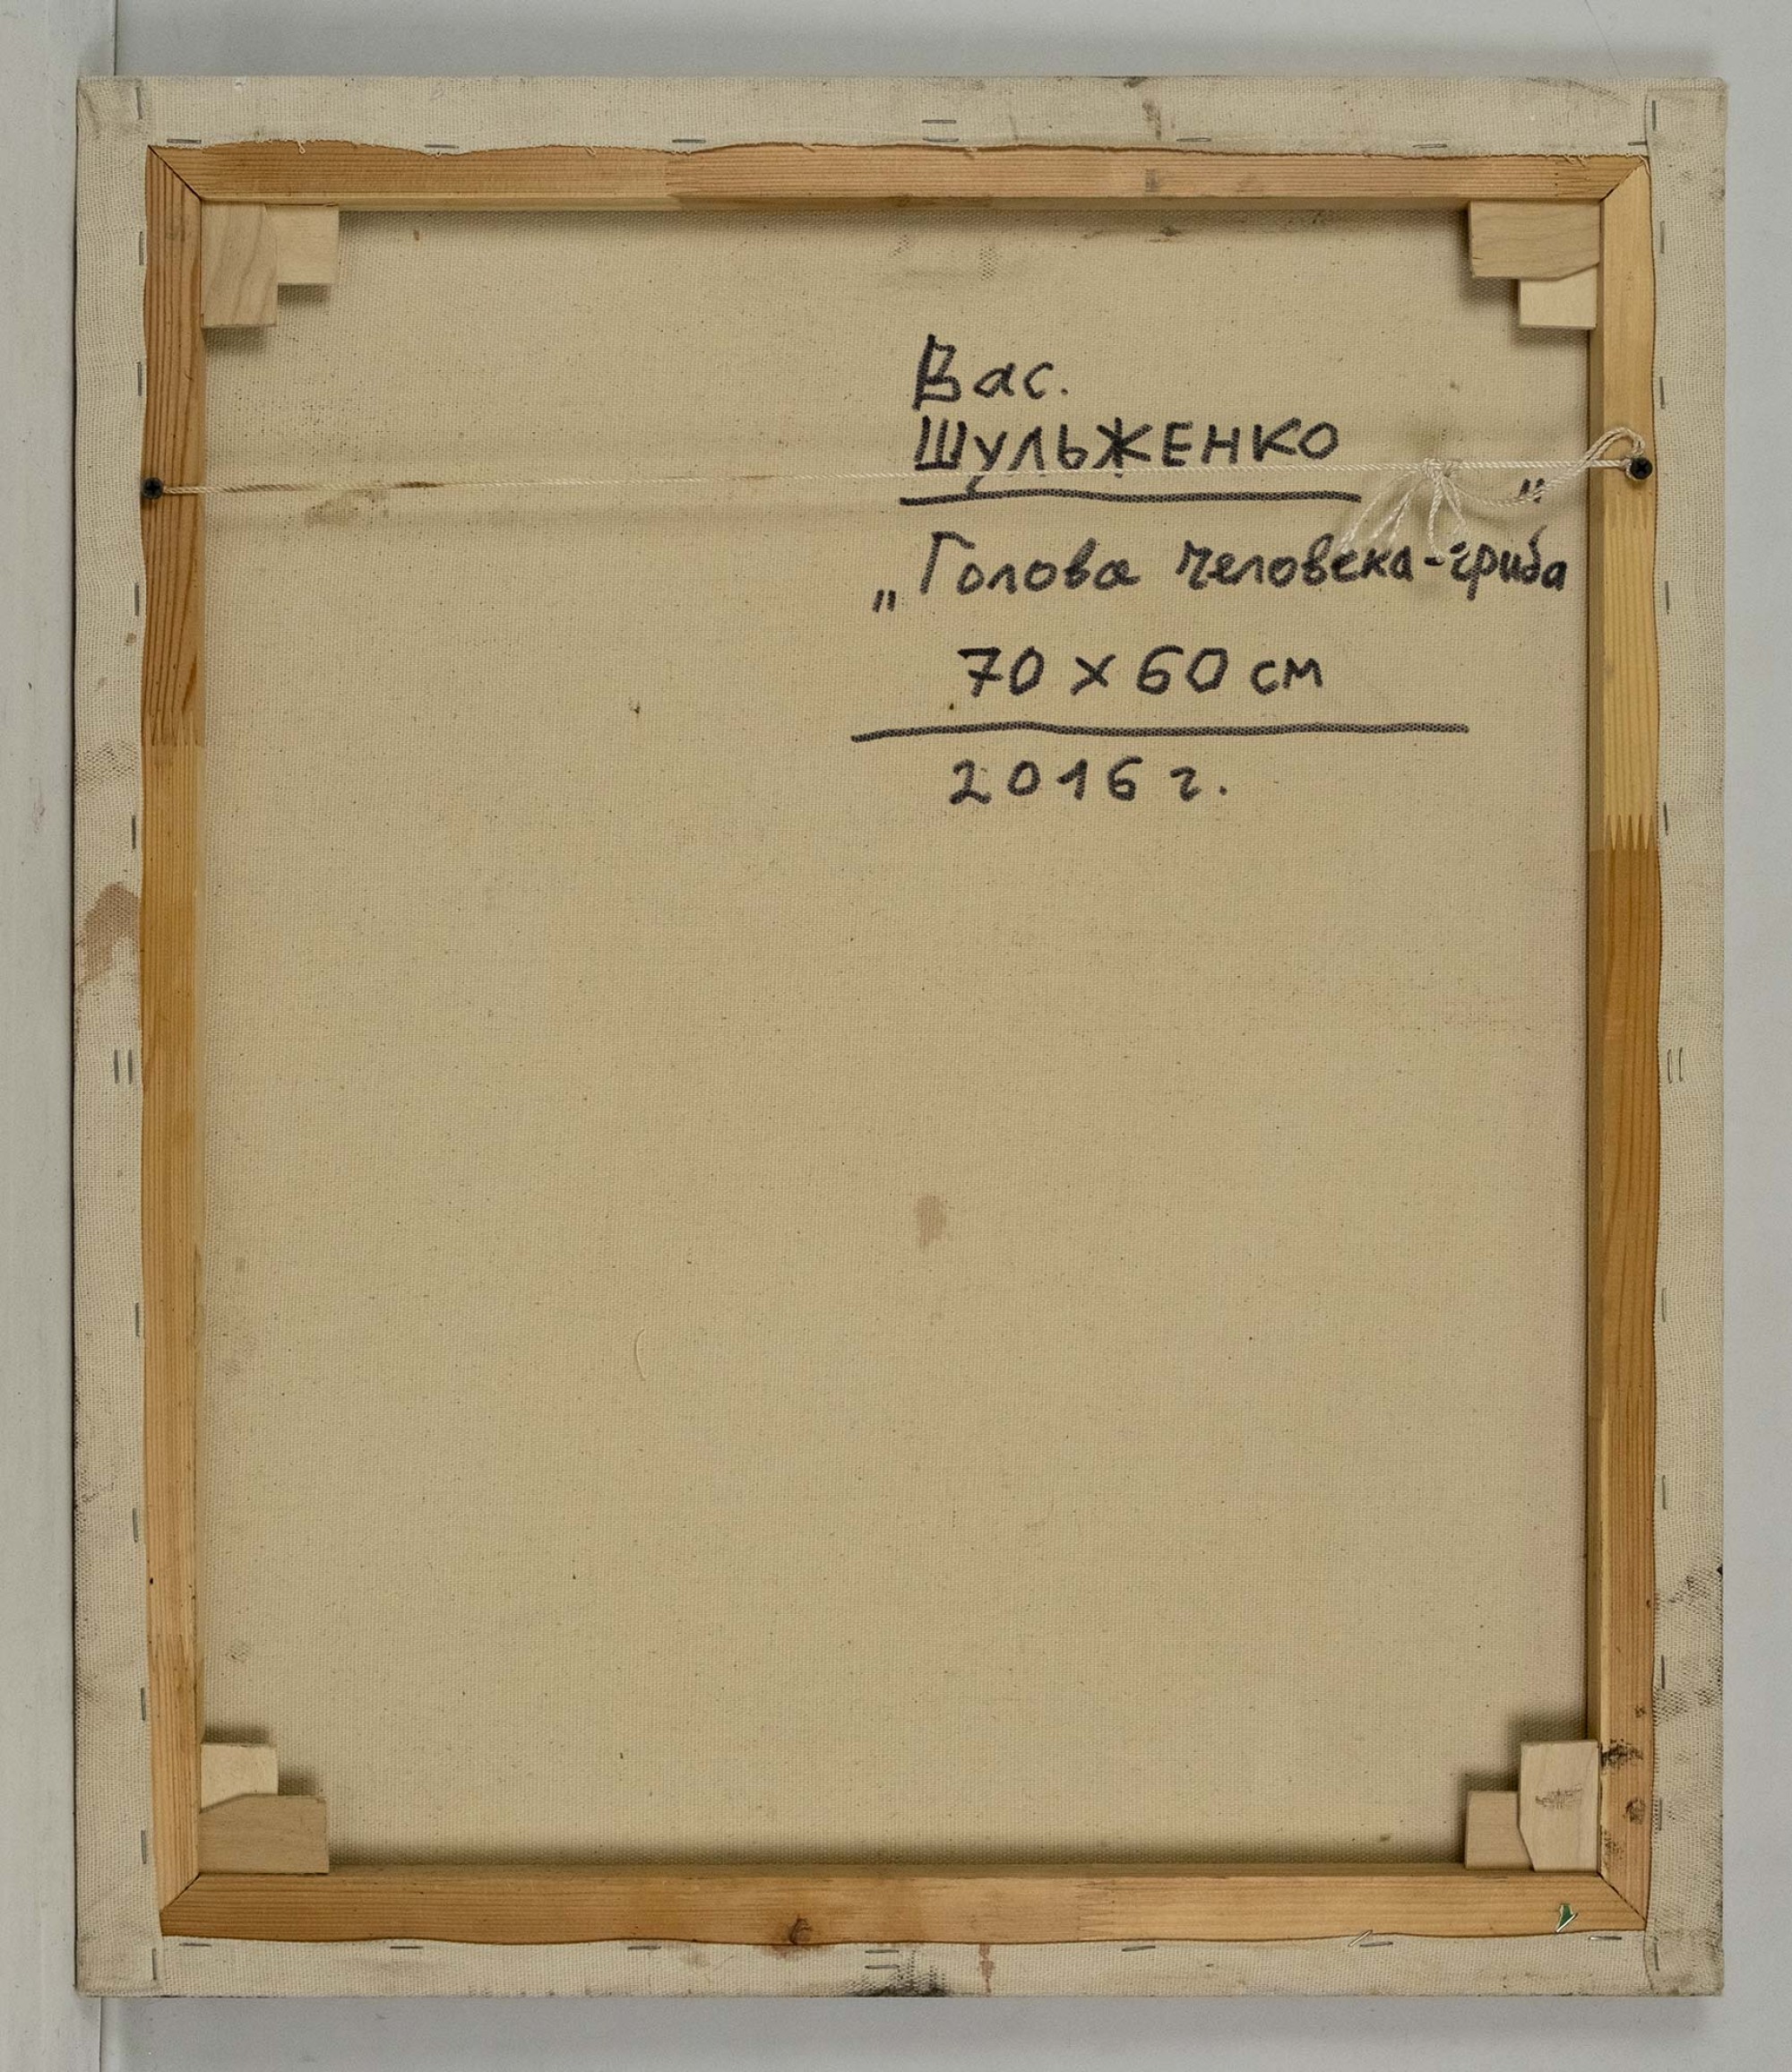 Вас.
ШУЛЬЖЕНКО
„Голова человека-гриба"
70 x 60 см
2016 г.